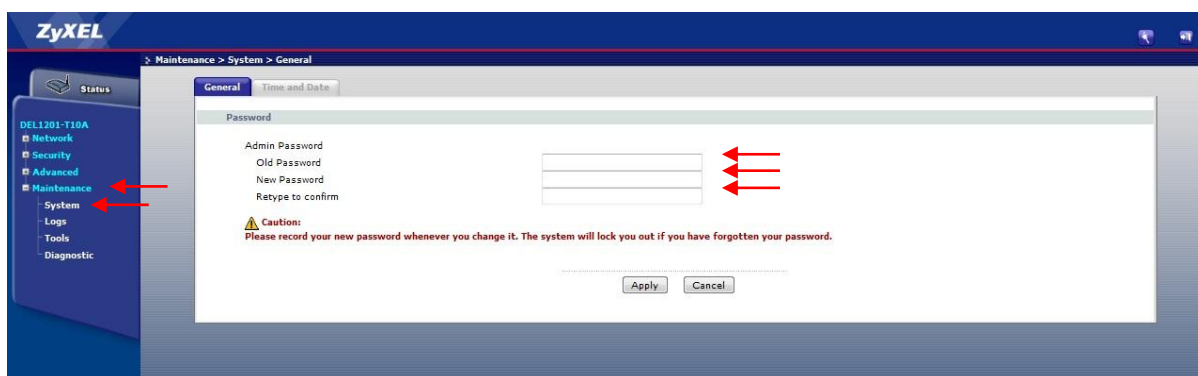 ZyXEL
Maintenance > System > General
Status
General
Time and Date
DEL1201-T10A
Network
Security
Advanced
Maintenance
System
Logs
Tools
Diagnostic
Password
Admin Password
Old Password
New Password
Retype to confirm
Caution:
Please record your new password whenever you change it. The system will lock you out if you have forgotten your password.
Apply
Cancel